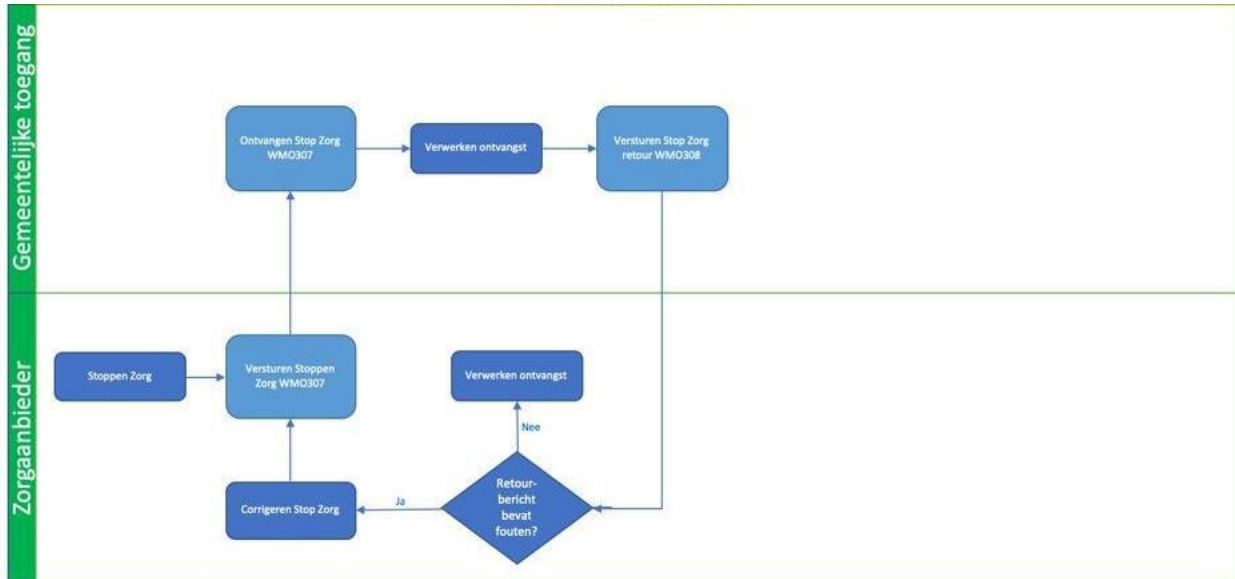 Gemeentelijke toegang
Ontvangen Stop Zorg
WMO307
Verwerken ontvangst
Versturen Stop Zorg
retour WMO308
Zorgaanbieder
Stoppen Zorg
Versturen Stoppen
Zorg WMO307
Verwerken ontvangst
Nee
Corrigeren Stop Zorg
Ja
Retour-
bericht
bevat
fouten?